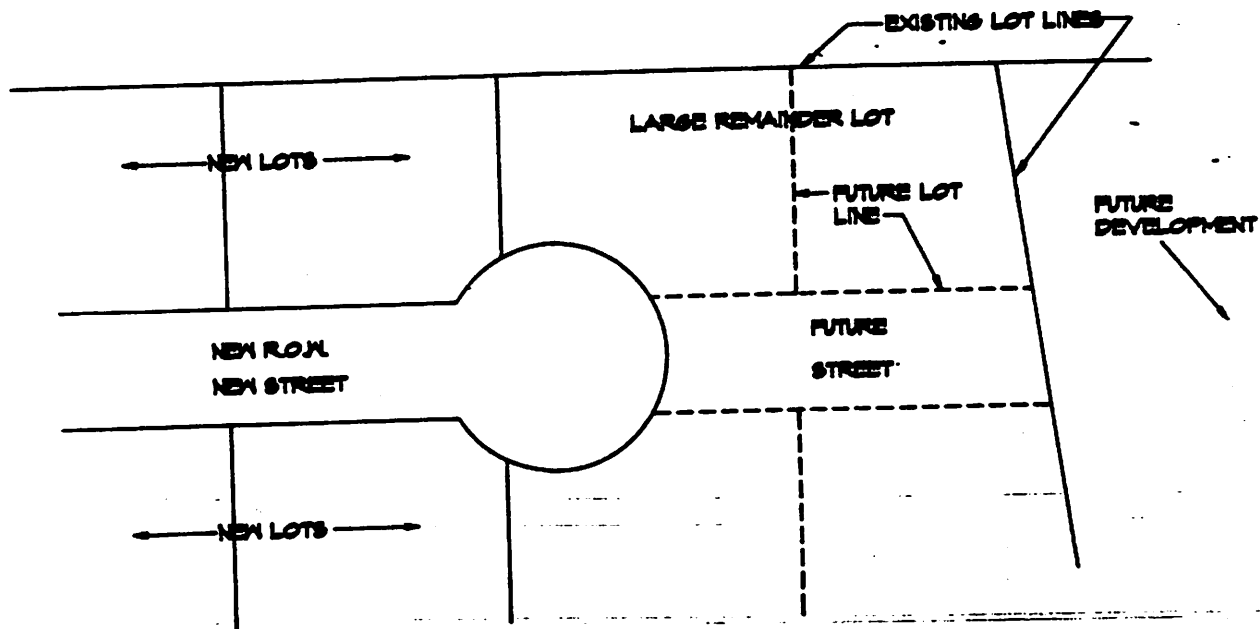 EXISTING LOT LINES
LARGE REMAINDER LOT
NEW LOTS
FUTURE LOT
LINE
FUTURE
DEVELOPMENT
NEW R.O.W.
NEW STREET
FUTURE
STREET
NEW LOTS